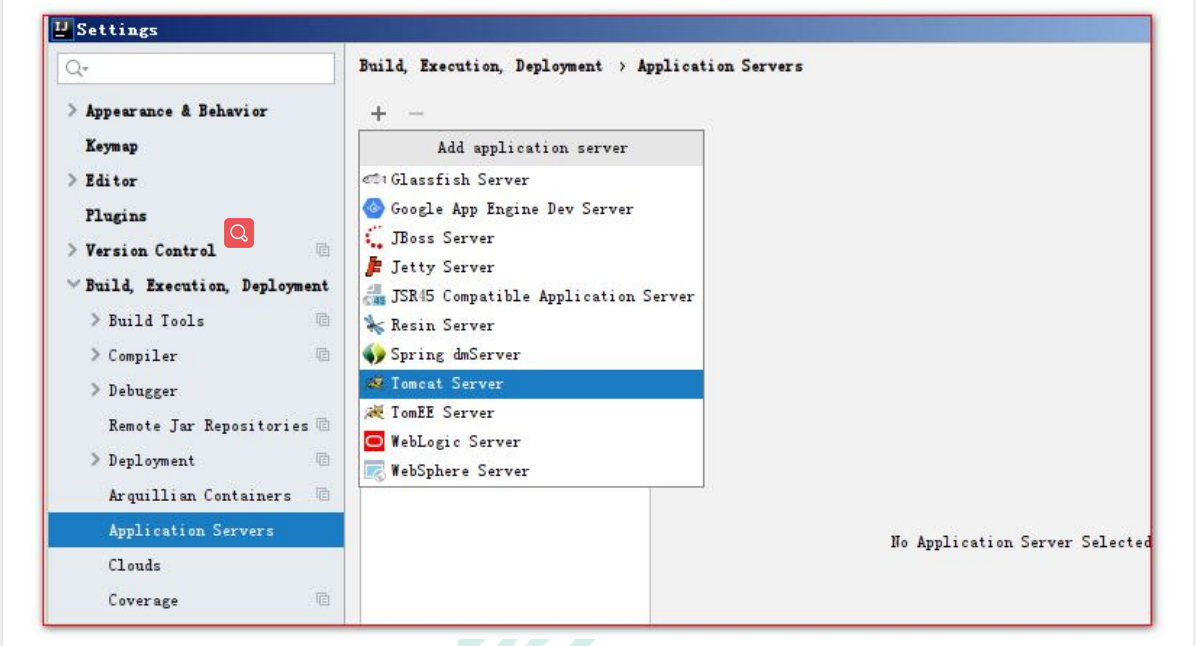 Settings
Appearance & Behavior
Keymap
Editor
Plugins
Version Control
Build, Execution, Deployment
Build Tools
Compiler
Debugger
Remote Jar Repositories
Deployment
Arquillian Containers
Application Servers
Clouds
Coverage
Build, Execution, Deployment > Application Servers
Add application server
Glassfish Server
Google App Engine Dev Server
JBoss Server
Jetty Server
JSR45 Compatible Application Server
Resin Server
Spring dmServer
Tomcat Server
TomEE Server
WebLogic Server
WebSphere Server
No Application Server Selected